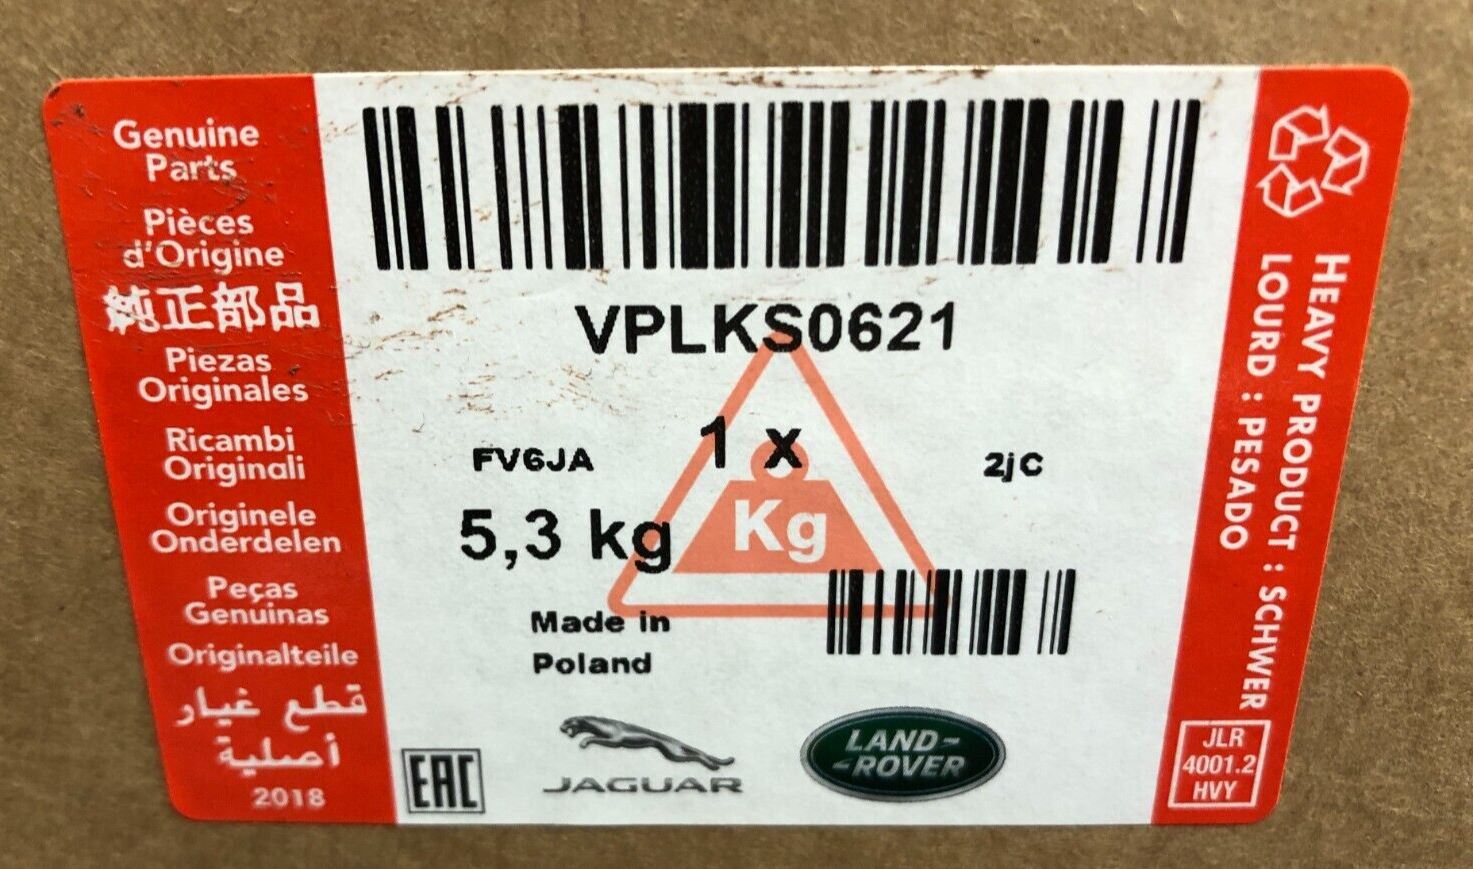 Genuine
Parts
Pièces
d'Origine
純正部品
Piezas
Originales
Ricambi
Originali
Originele
Onderdelen
Peças
Genuinas
Originalteile
قطع غيار
أصلية
2018
VPLKS0621
FV6JA
1 x
2jC
5,3 kg
Kg
Made in
Poland
EAC
JAGUAR
LAND-
-ROVER
HEAVY PRODUCT : SCHWER
LOURD : PESADO
JLR
4001.2
HVY